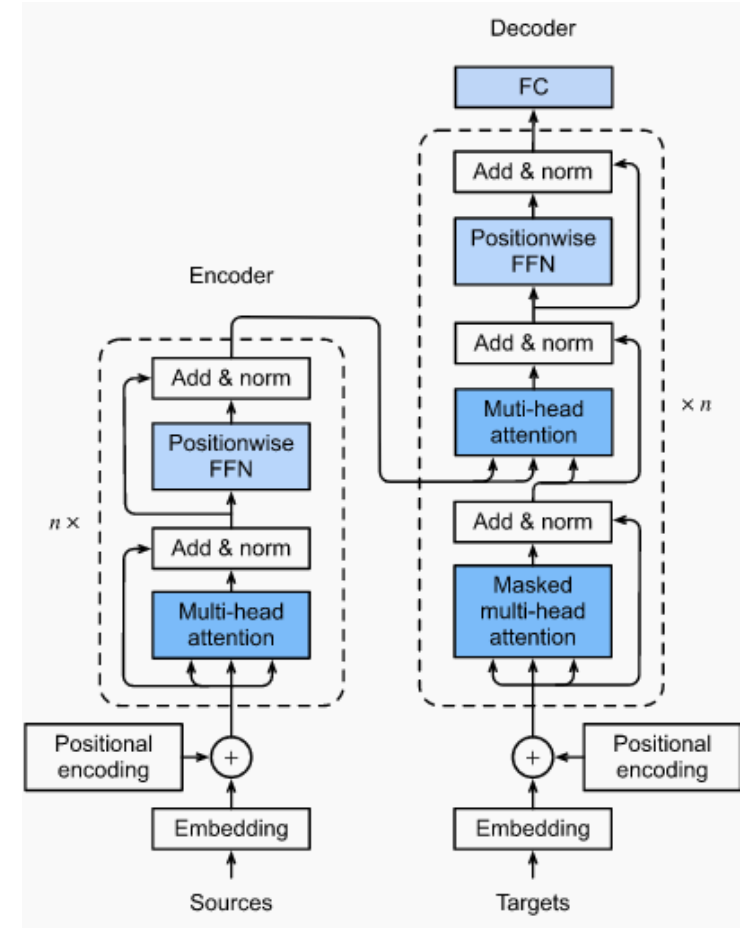 Decoder
FC
Add & norm
Positionwise
FFN
Encoder
Add & norm
Add & norm
Muti-head
attention
× n
Positionwise
FFN
n ×
Add & norm
Add & norm
Multi-head
attention
Masked
multi-head
attention
Positional
encoding
+
+
Positional
encoding
Embedding
Embedding
Sources
Targets